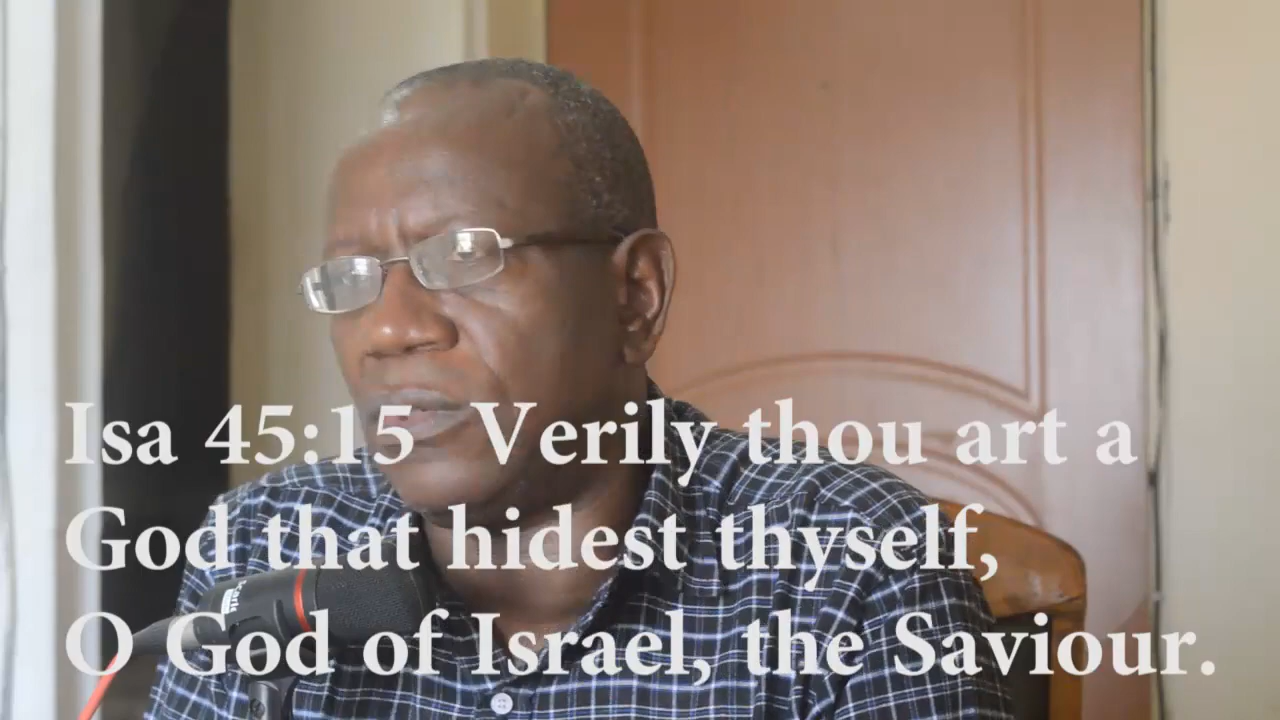 Isa 45:15 Verily thou art a
God that hidest thyself,
O God of Israel, the Saviour.